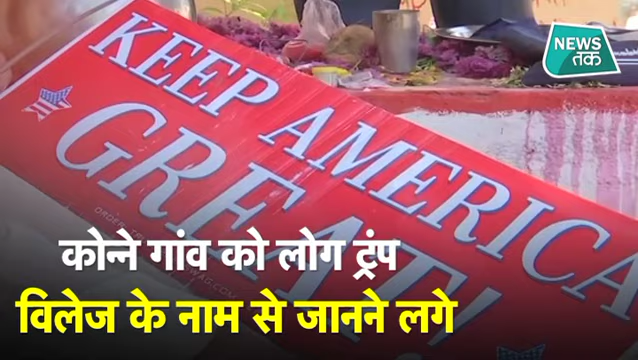 NEWS
तक
KEEP AMERICA
GREAT!
कोन्ने गांव को लोग ट्रंप
विलेज के नाम से जानने लगे